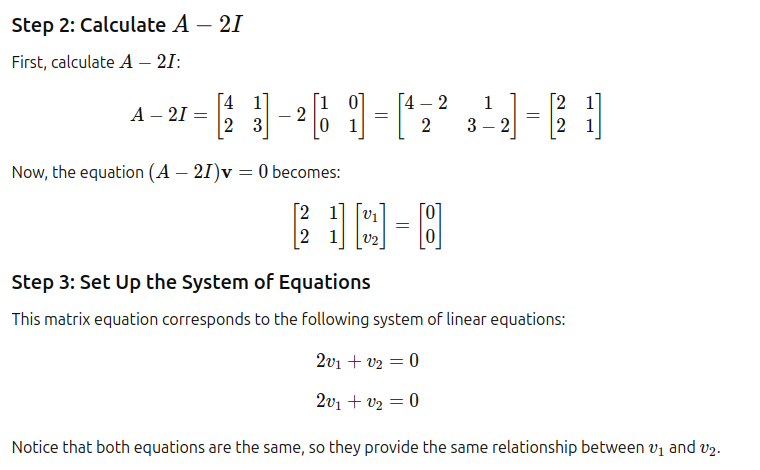 Step 2: Calculate A − 2I
First, calculate A − 2I:
A − 2I = [4 1; 2 3] − 2 [1 0; 0 1] = [4 − 2 1; 2 3 − 2] = [2 1; 2 1]
Now, the equation (A − 2I)v = 0 becomes:
[2 1; 2 1] [v₁; v₂] = [0; 0]
Step 3: Set Up the System of Equations
This matrix equation corresponds to the following system of linear equations:
2v₁ + v₂ = 0
2v₁ + v₂ = 0
Notice that both equations are the same, so they provide the same relationship between v₁ and v₂.